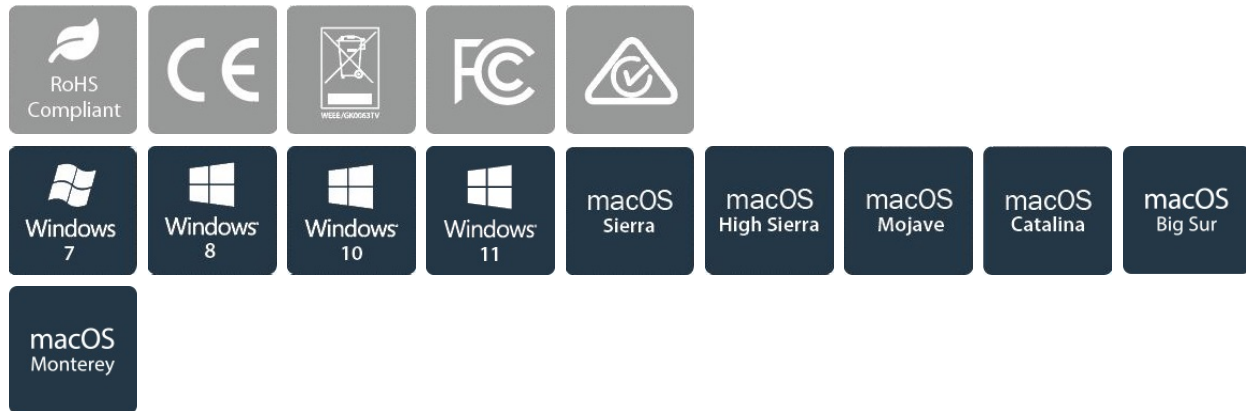 RoHS
Compliant
CE
WEEE/GK0083TV
FC
Windows
7
Windows
8
Windows
10
Windows
11
macOS
Sierra
macOS
High Sierra
macOS
Mojave
macOS
Catalina
macOS
Big Sur
macOS
Monterey